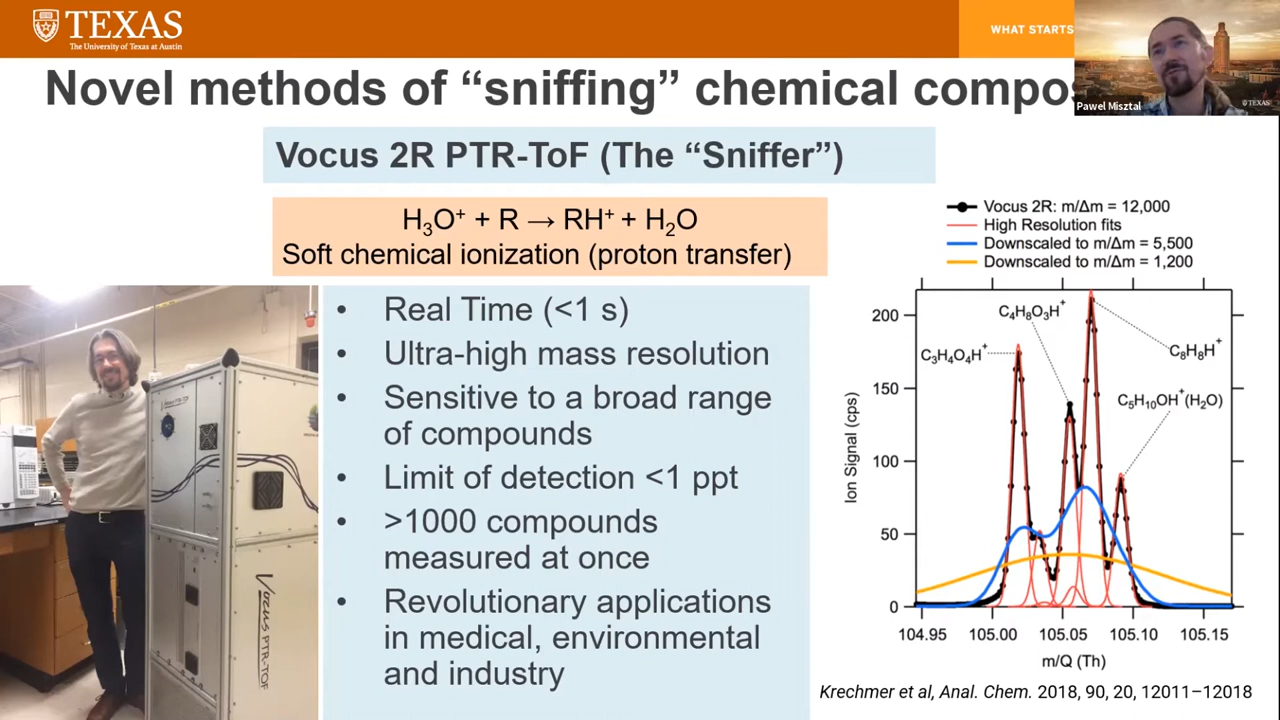 TEXAS
The University of Texas at Austin
WHAT STARTS
Novel methods of “sniffing” chemical compos
Pawel Misztal
TEXAS
Vocus 2R PTR-ToF (The “Sniffer”)
H₃O⁺ + R → RH⁺ + H₂O
Soft chemical ionization (proton transfer)
• Real Time (<1 s)
• Ultra-high mass resolution
• Sensitive to a broad range
of compounds
• Limit of detection <1 ppt
• >1000 compounds
measured at once
• Revolutionary applications
in medical, environmental
and industry
VOCUS PTR-TOF
Vocus 2R: m/Δm = 12,000
High Resolution fits
Downscaled to m/Δm = 5,500
Downscaled to m/Δm = 1,200
C₄H₈O₃H⁺
C₃H₄O₄H⁺
C₈H₈H⁺
C₅H₁₀OH⁺(H₂O)
Ion Signal (cps)
200
150
100
50
0
104.95 105.00 105.05 105.10 105.15
m/Q (Th)
Krechmer et al, Anal. Chem. 2018, 90, 20, 12011–12018